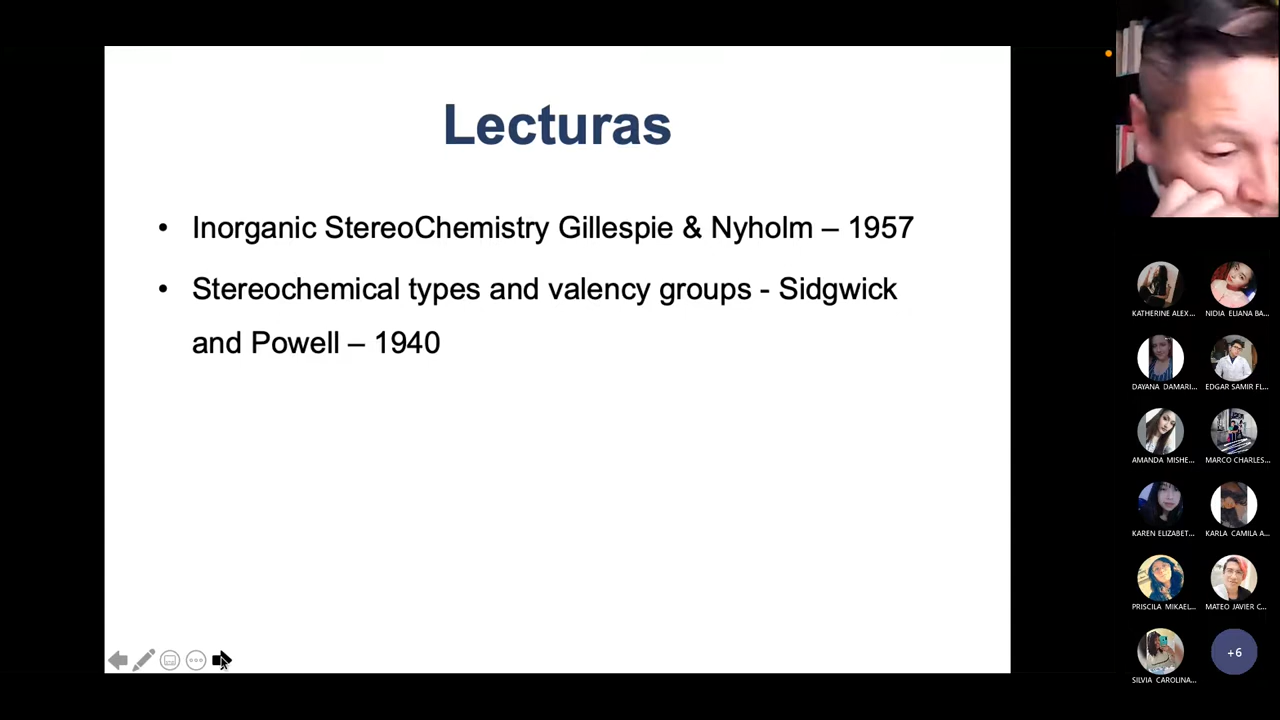 Lecturas
• Inorganic StereoChemistry Gillespie & Nyholm – 1957
• Stereochemical types and valency groups - Sidgwick
and Powell – 1940
KATHERINE ALEX...
NIDIA ELIANA BA...
DAYANA DAMARI...
EDGAR SAMIR FL...
AMANDA MISHE...
MARCO CHARLES...
KAREN ELIZABET...
KARLA CAMILA A...
PRISCILA MIKAEL...
MATEO JAVIER C...
SILVIA CAROLINA...
+6